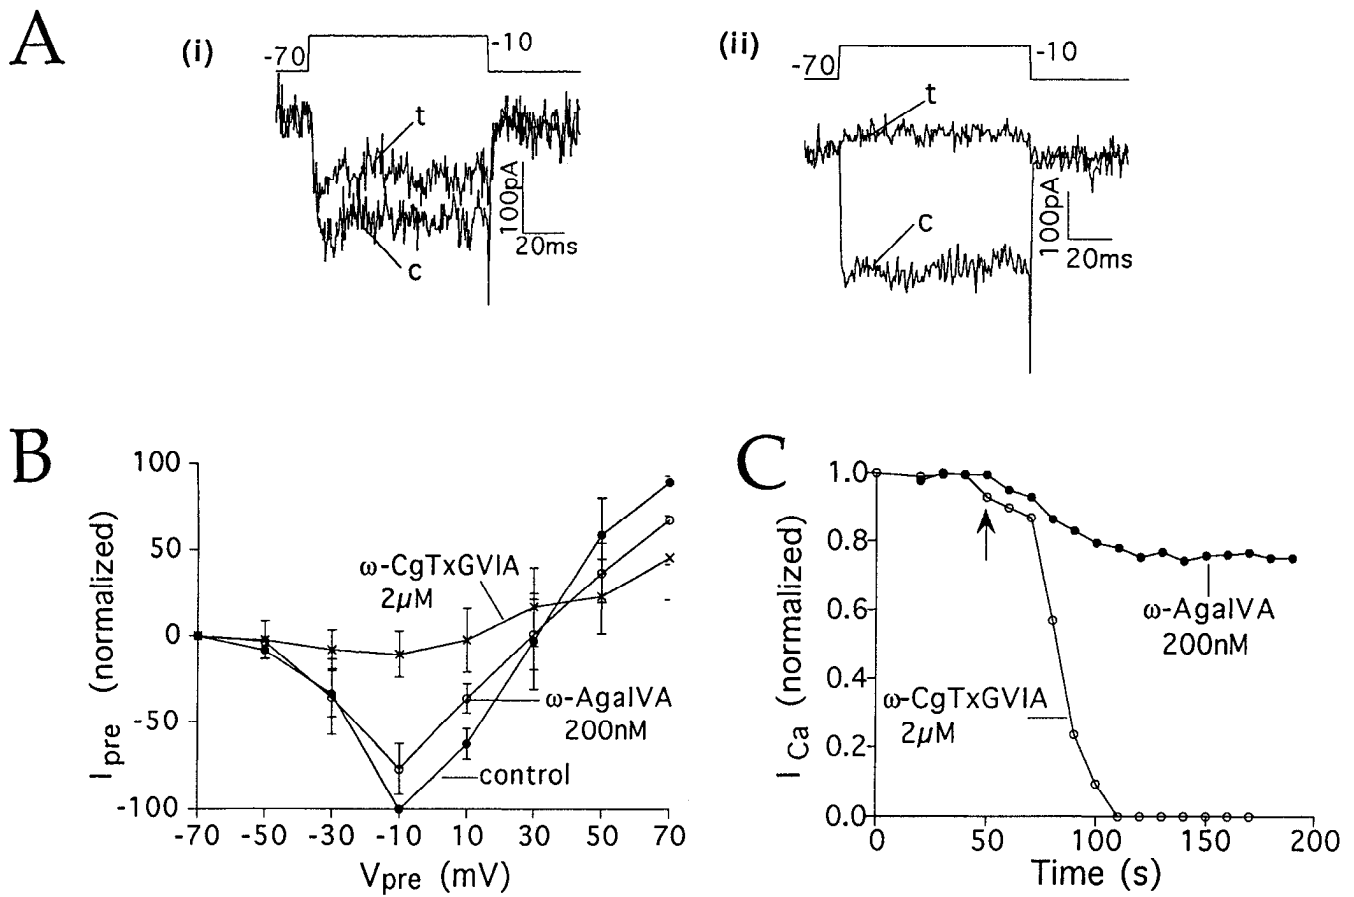 A
(i)
-70
-10
t
c
100pA
20ms
(ii)
-70
-10
t
c
100pA
20ms
B
100
50
0
-50
-100
I pre (normalized)
ω-CgTxGVIA
2μM
ω-AgaIVA
200nM
control
-70 -50 -30 -10 10 30 50 70
Vpre (mV)
C
1.0
0.8
0.6
0.4
0.2
0.0
I Ca (normalized)
ω-AgaIVA
200nM
ω-CgTxGVIA
2μM
0 50 100 150 200
Time (s)